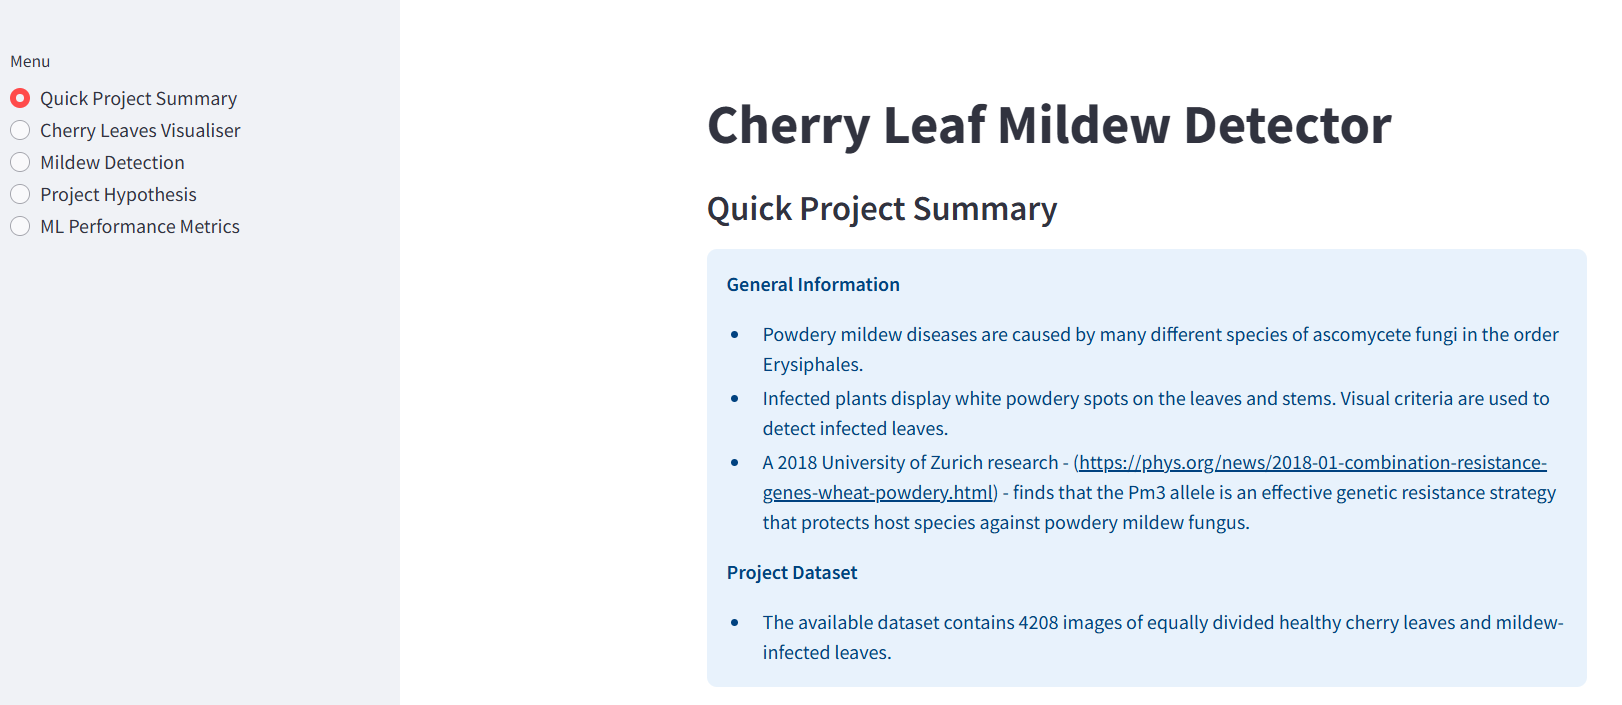 Menu
Quick Project Summary
Cherry Leaves Visualiser
Mildew Detection
Project Hypothesis
ML Performance Metrics
Cherry Leaf Mildew Detector
Quick Project Summary
General Information
• Powdery mildew diseases are caused by many different species of ascomycete fungi in the order
Erysiphales.
• Infected plants display white powdery spots on the leaves and stems. Visual criteria are used to
detect infected leaves.
• A 2018 University of Zurich research - (https://phys.org/news/2018-01-combination-resistance-
genes-wheat-powdery.html) - finds that the Pm3 allele is an effective genetic resistance strategy
that protects host species against powdery mildew fungus.
Project Dataset
• The available dataset contains 4208 images of equally divided healthy cherry leaves and mildew-
infected leaves.